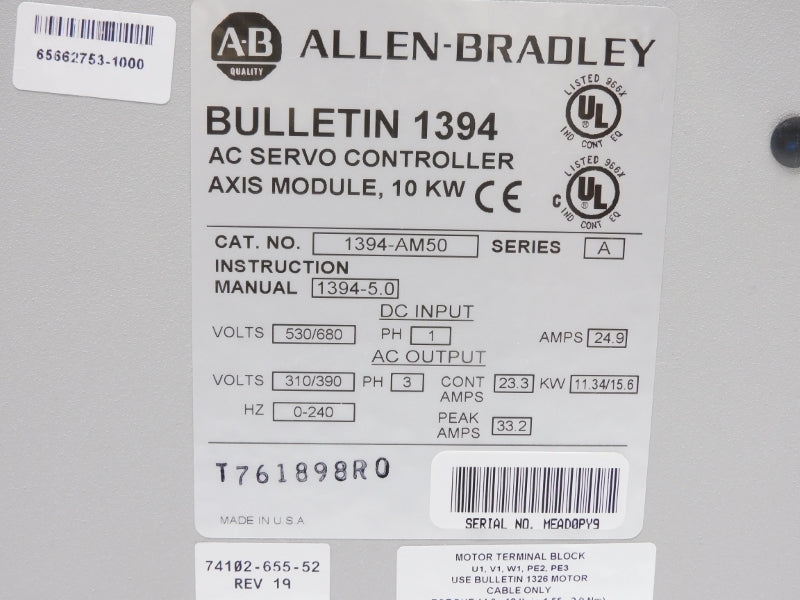 65662753-1000
A-B
QUALITY
ALLEN-BRADLEY
BULLETIN 1394
AC SERVO CONTROLLER
AXIS MODULE, 10 KW CE
LISTED 966X
UL
®
IND CONT EQ
LISTED 966X
C UL
®
IND CONT EQ
CAT. NO. 1394-AM50 SERIES A
INSTRUCTION
MANUAL 1394-5.0
DC INPUT
VOLTS 530/680 PH 1 AMPS 24.9
AC OUTPUT
VOLTS 310/390 PH 3 CONT AMPS 23.3 KW 11.34/15.6
HZ 0-240 PEAK AMPS 33.2
T761898R0
SERIAL NO. MEAD0PY9
MADE IN U.S.A.
74102-655-52
REV 19
MOTOR TERMINAL BLOCK
U1, V1, W1, PE2, PE3
USE BULLETIN 1326 MOTOR
CABLE ONLY